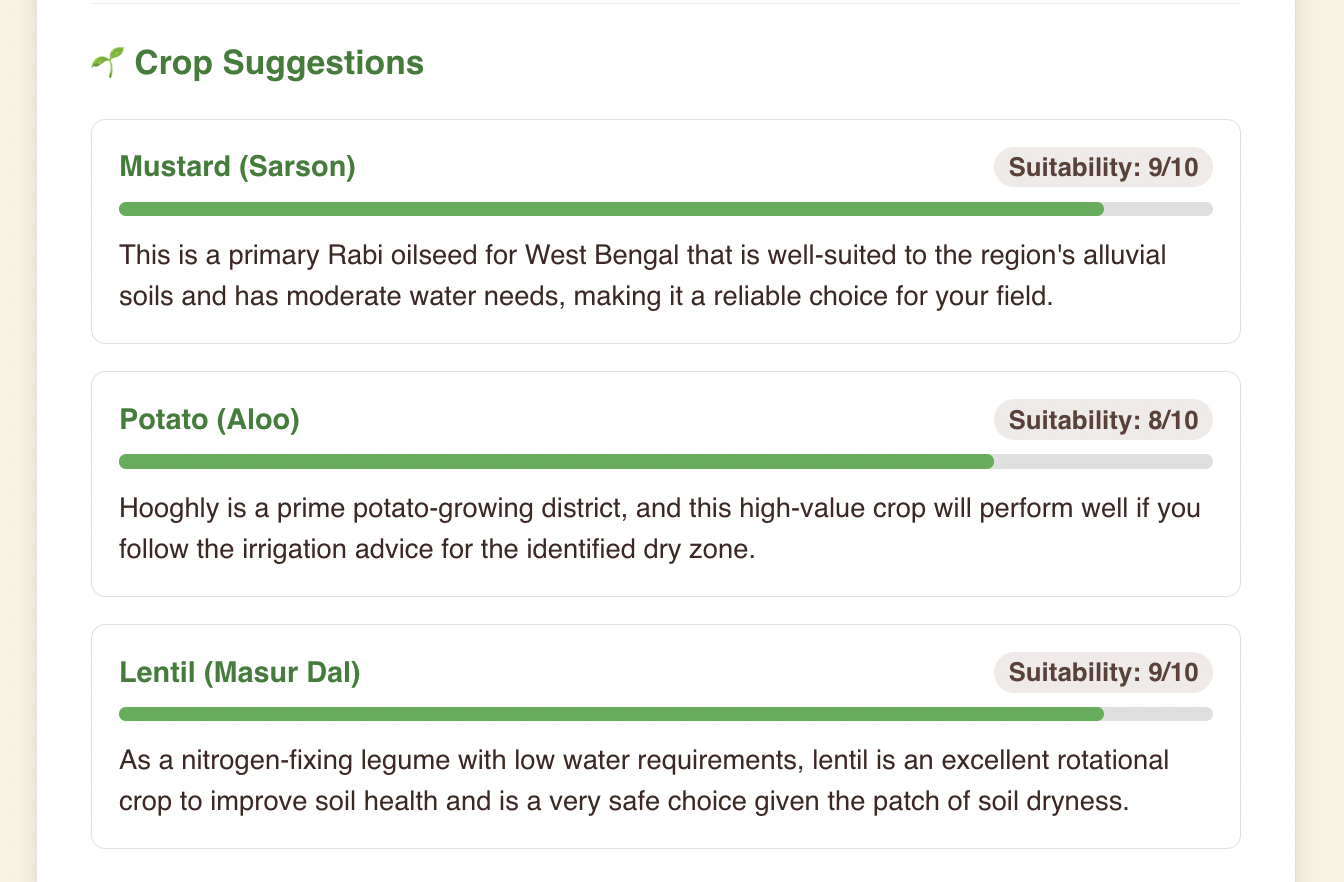 🌱 Crop Suggestions
Mustard (Sarson)
Suitability: 9/10
This is a primary Rabi oilseed for West Bengal that is well-suited to the region's alluvial
soils and has moderate water needs, making it a reliable choice for your field.
Potato (Aloo)
Suitability: 8/10
Hooghly is a prime potato-growing district, and this high-value crop will perform well if you
follow the irrigation advice for the identified dry zone.
Lentil (Masur Dal)
Suitability: 9/10
As a nitrogen-fixing legume with low water requirements, lentil is an excellent rotational
crop to improve soil health and is a very safe choice given the patch of soil dryness.